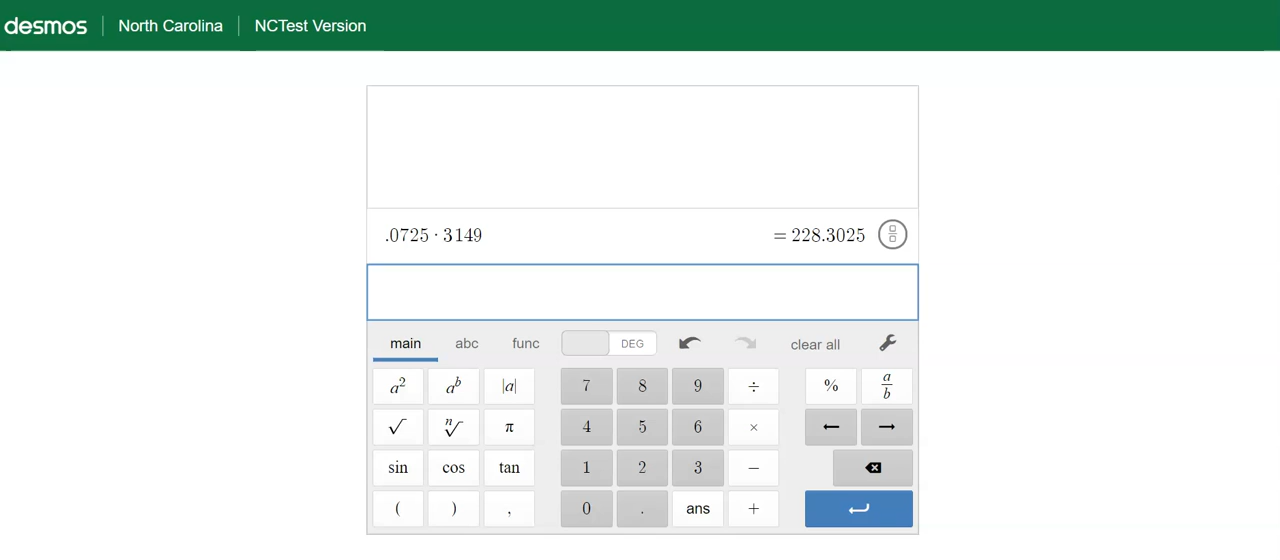 desmos North Carolina NCTest Version
.0725 · 3149 = 228.3025
main abc func DEG clear all
a² aᵇ |a| 7 8 9 ÷ % a/b
√ ⁿ√ π 4 5 6 × ← →
sin cos tan 1 2 3 −
( ) , 0 . ans +